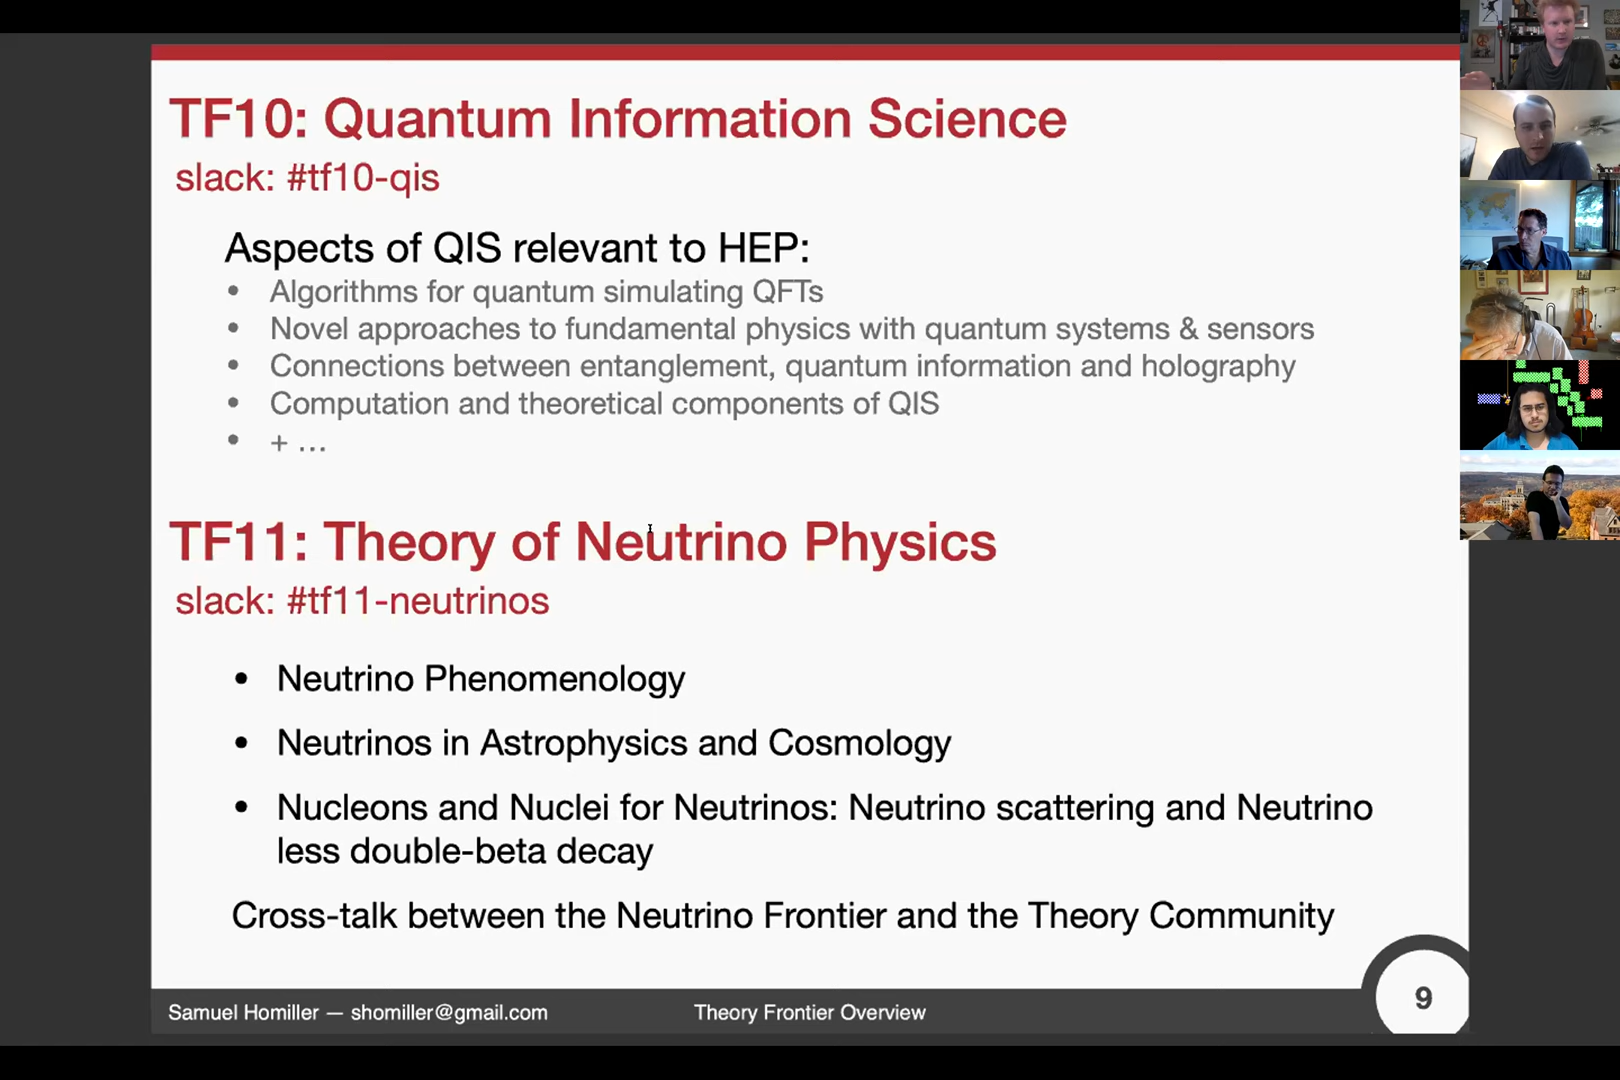 TF10: Quantum Information Science
slack: #tf10-qis
Aspects of QIS relevant to HEP:
• Algorithms for quantum simulating QFTs
• Novel approaches to fundamental physics with quantum systems & sensors
• Connections between entanglement, quantum information and holography
• Computation and theoretical components of QIS
• + ...
TF11: Theory of Neutrino Physics
slack: #tf11-neutrinos
• Neutrino Phenomenology
• Neutrinos in Astrophysics and Cosmology
• Nucleons and Nuclei for Neutrinos: Neutrino scattering and Neutrino
less double-beta decay
Cross-talk between the Neutrino Frontier and the Theory Community
Samuel Homiller — shomiller@gmail.com
Theory Frontier Overview
9